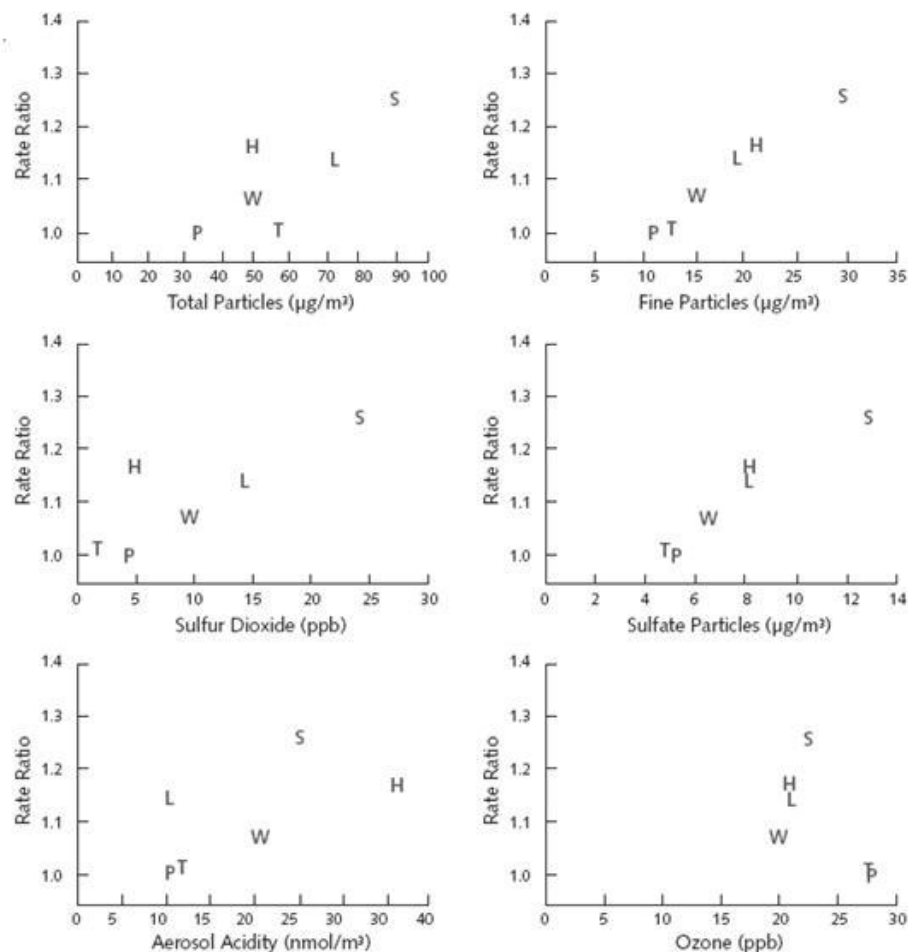 Rate Ratio
1.4
1.3
1.2
1.1
1.0
S
H
L
W
P
T
0 10 20 30 40 50 60 70 80 90 100
Total Particles (µg/m³)
Rate Ratio
1.4
1.3
1.2
1.1
1.0
S
H
L
W
T
P
0 5 10 15 20 25 30 35
Fine Particles (µg/m³)
Rate Ratio
1.4
1.3
1.2
1.1
1.0
S
H
L
W
T
P
0 5 10 15 20 25 30
Sulfur Dioxide (ppb)
Rate Ratio
1.4
1.3
1.2
1.1
1.0
S
H
L
W
T
P
0 2 4 6 8 10 12 14
Sulfate Particles (µg/m³)
Rate Ratio
1.4
1.3
1.2
1.1
1.0
S
H
L
W
T
P
0 5 10 15 20 25 30 35 40
Aerosol Acidity (nmol/m³)
Rate Ratio
1.4
1.3
1.2
1.1
1.0
S
H
L
W
T
P
0 5 10 15 20 25 30
Ozone (ppb)